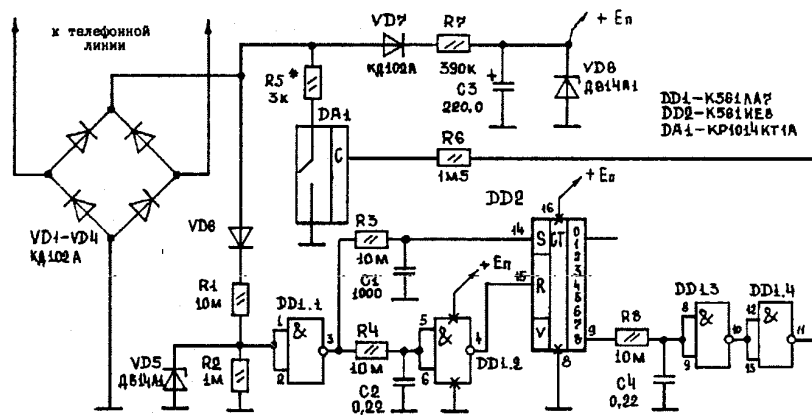 к телефонной
линии
VD7
КД102А
R7
390к
+ Eп
R5 *
3к
C3
220,0
+
VD8
Д814А1
DD1-К561ЛА7
DD2-К561ИЕ8
DA1-КР1014КТ1А
DA1
C
R6
1М5
+ Eп
DD2
16
VD1-VD4
КД102А
VD6
R3
10м
14
S
CT
0
1
2
3
4
5
6
7
8
C1
1000
+Eп
15
R
V
R1
10м
DD1.1
1
&
2
3
R4
10м
5
&
6
4
DD1.2
9
8
R8
10м
DD1.3
8
&
9
10
DD1.4
12
&
13
11
VD5
Д814А1
R2
1м
C2
0,22
C4
0,22